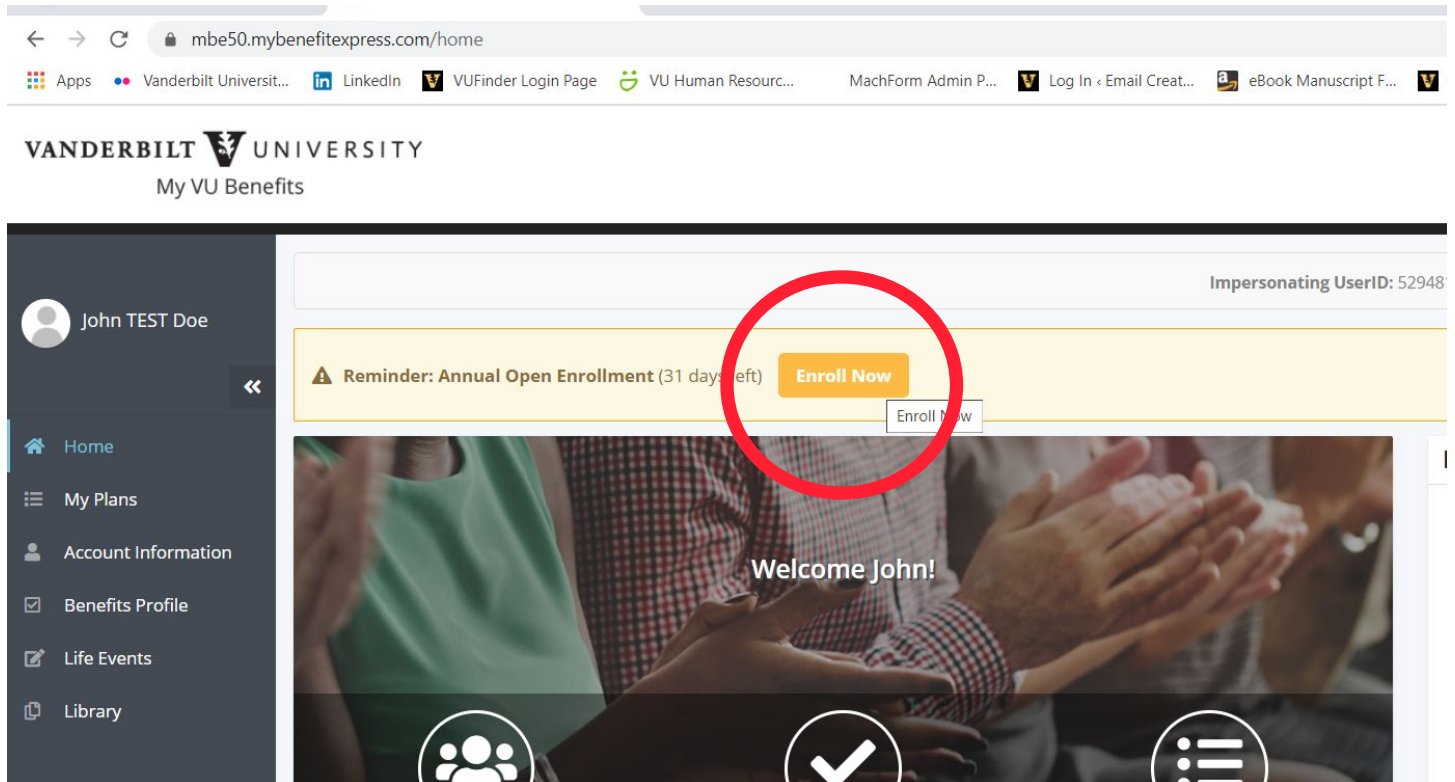 mbe50.mybenefitexpress.com/home
Apps Vanderbilt Universit... LinkedIn VUFinder Login Page VU Human Resourc... MachForm Admin P... Log In ‹ Email Creat... eBook Manuscript F...
VANDERBILT V UNIVERSITY
My VU Benefits
Impersonating UserID: 529481
John TEST Doe
Reminder: Annual Open Enrollment (31 days left) Enroll Now
Enroll Now
Home
My Plans
Account Information
Benefits Profile
Life Events
Library
Welcome John!